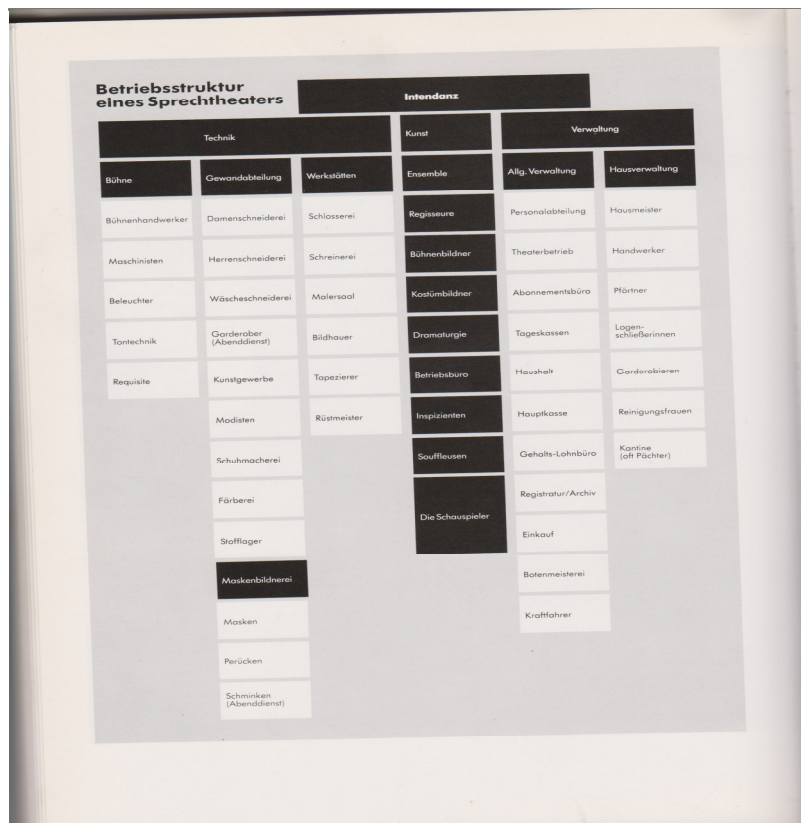 Betriebsstruktur
eines Sprechtheaters
Intendanz
Technik
Kunst
Verwaltung
Bühne
Gewandabteilung
Werkstätten
Ensemble
Allg. Verwaltung
Hausverwaltung
Bühnenhandwerker
Damenschneiderei
Schlosserei
Regisseure
Personalabteilung
Hausmeister
Maschinisten
Herrenschneiderei
Schreinerei
Bühnenbildner
Theaterbetrieb
Handwerker
Beleuchter
Wäscheschneiderei
Malersaal
Kostümbildner
Abonnementsbüro
Pförtner
Tontechnik
Garderober
(Abenddienst)
Bildhauer
Dramaturgie
Tageskassen
Logen-
schließerinnen
Requisite
Kunstgewerbe
Tapezierer
Betriebsbüro
Haushalt
Garderobieren
Modisten
Rüstmeister
Inspizienten
Hauptkasse
Reinigungsfrauen
Schuhmacherei
Souffleusen
Gehalts-Lohnbüro
Kantine
(oft Pächter)
Färberei
Die Schauspieler
Registratur/Archiv
Stofflager
Einkauf
Maskenbildnerei
Botenmeisterei
Masken
Kraftfahrer
Perücken
Schminken
(Abenddienst)